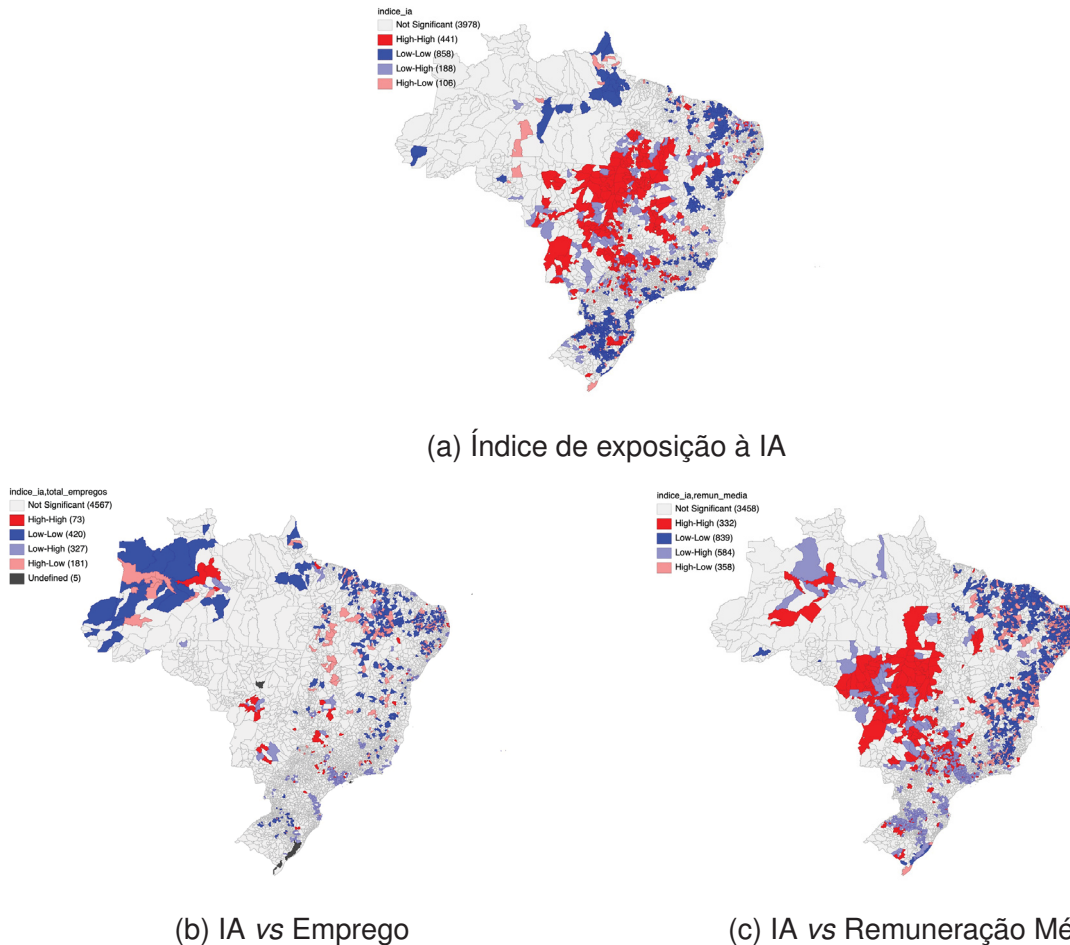 indice_ia
Not Significant (3978)
High-High (441)
Low-Low (858)
Low-High (188)
High-Low (106)
(a) Índice de exposição à IA
indice_ia,total_empregos
Not Significant (4567)
High-High (73)
Low-Low (420)
Low-High (327)
High-Low (181)
Undefined (5)
indice_ia,remun_media
Not Significant (3458)
High-High (332)
Low-Low (839)
Low-High (584)
High-Low (358)
(b) IA vs Emprego
(c) IA vs Remuneração Mé